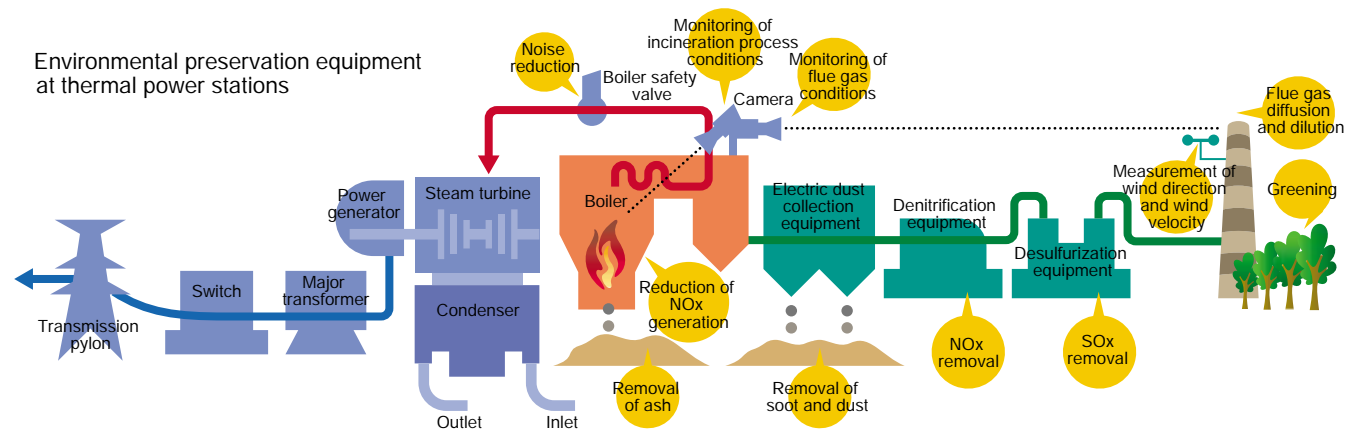 Environmental preservation equipment
at thermal power stations
Noise
reduction
Boiler safety
valve
Monitoring of
incineration process
conditions
Monitoring of
flue gas
conditions
Camera
Flue gas
diffusion
and dilution
Measurement of
wind direction
and wind
velocity
Greening
Power
generator
Steam turbine
Boiler
Electric dust
collection
equipment
Denitrification
equipment
Desulfurization
equipment
Transmission
pylon
Switch
Major
transformer
Condenser
Reduction of
NOx
generation
NOx
removal
SOx
removal
Removal
of ash
Removal of
soot and dust
Outlet
Inlet